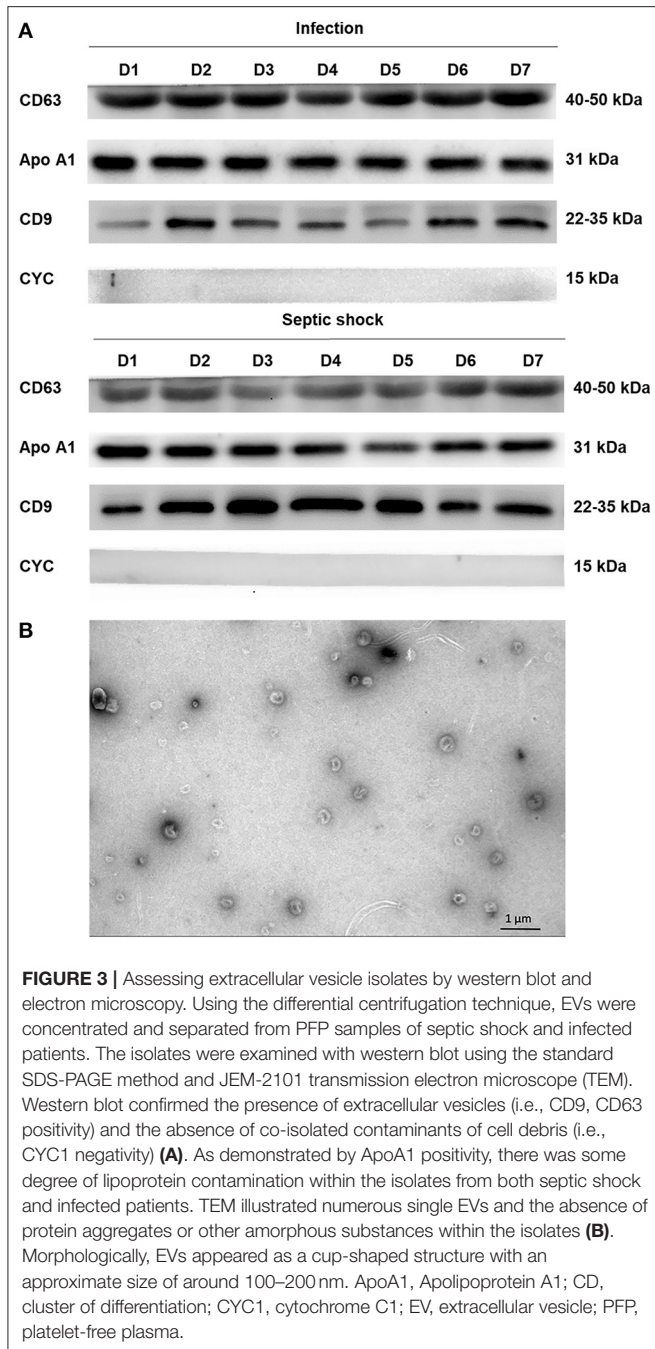 A
Infection
D1 D2 D3 D4 D5 D6 D7
CD63 40-50 kDa
Apo A1 31 kDa
CD9 22-35 kDa
CYC 15 kDa
Septic shock
D1 D2 D3 D4 D5 D6 D7
CD63 40-50 kDa
Apo A1 31 kDa
CD9 22-35 kDa
CYC 15 kDa
B
1 µm
FIGURE 3 | Assessing extracellular vesicle isolates by western blot and
electron microscopy. Using the differential centrifugation technique, EVs were
concentrated and separated from PFP samples of septic shock and infected
patients. The isolates were examined with western blot using the standard
SDS-PAGE method and JEM-2101 transmission electron microscope (TEM).
Western blot confirmed the presence of extracellular vesicles (i.e., CD9, CD63
positivity) and the absence of co-isolated contaminants of cell debris (i.e.,
CYC1 negativity) (A). As demonstrated by ApoA1 positivity, there was some
degree of lipoprotein contamination within the isolates from both septic shock
and infected patients. TEM illustrated numerous single EVs and the absence of
protein aggregates or other amorphous substances within the isolates (B).
Morphologically, EVs appeared as a cup-shaped structure with an
approximate size of around 100–200 nm. ApoA1, Apolipoprotein A1; CD,
cluster of differentiation; CYC1, cytochrome C1; EV, extracellular vesicle; PFP,
platelet-free plasma.